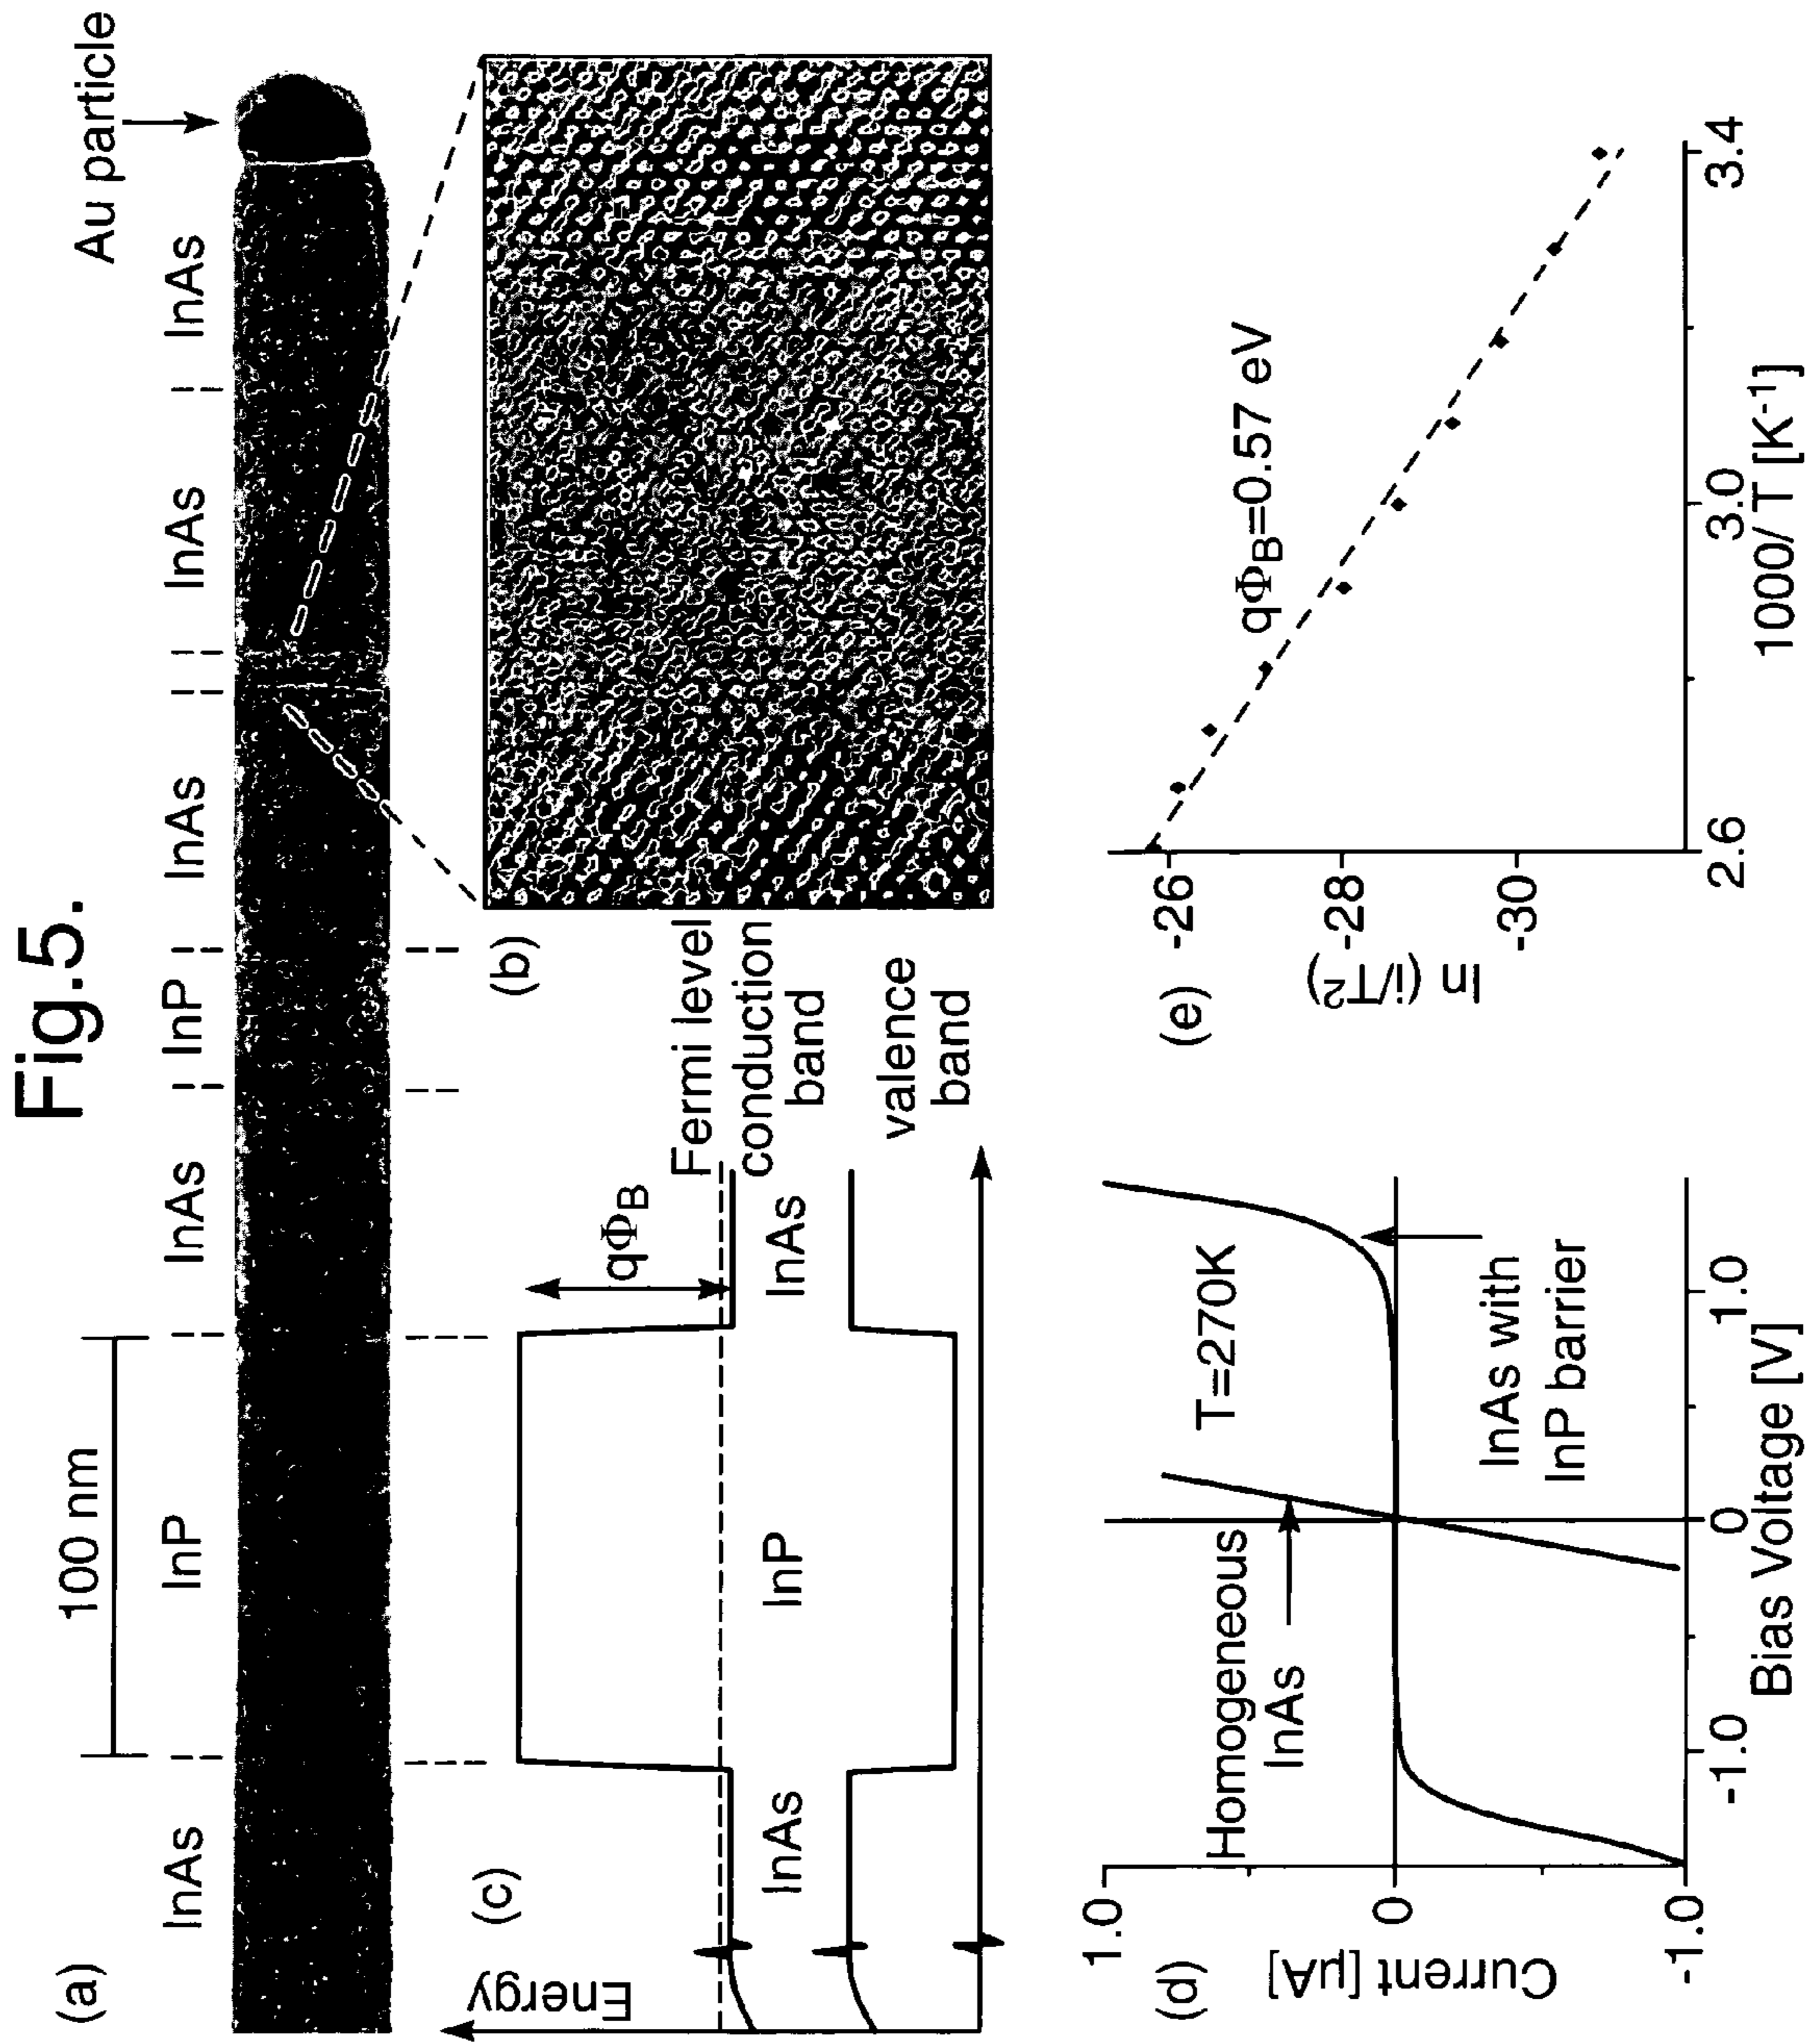 Fig.5.
(a)
100 nm
Au particle
InAs
InP
InAs
InP
InAs
InAs
InAs
(b)
(c)
Energy
qΦB
Fermi level
conduction
band
valence
band
InAs
InP
InAs
(d)
Current [µA]
1.0
0
-1.0
Homogeneous
InAs
T=270K
InAs with
InP barrier
-1.0
0
1.0
Bias Voltage [V]
(e)
ln (i/T²)
-26
-28
-30
qΦB=0.57 eV
2.6
3.0
3.4
1000/T [K⁻¹]